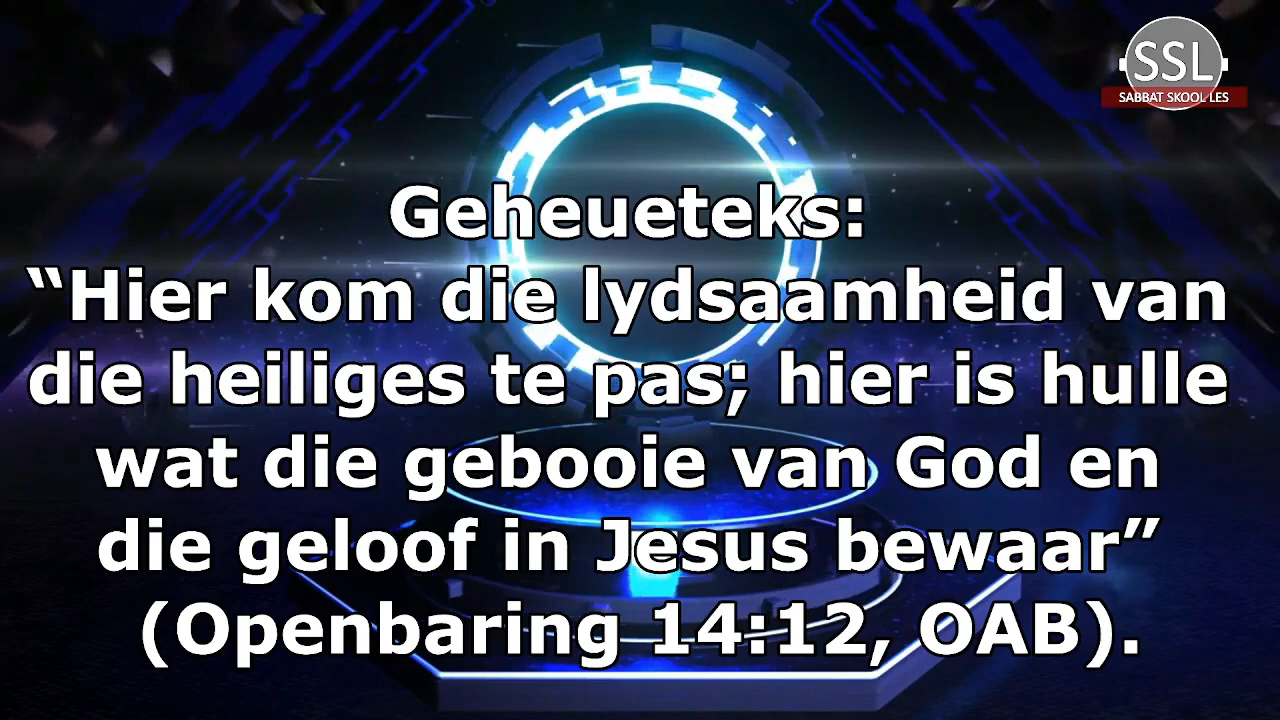 SSL
SABBAT SKOOL LES
Geheueteks:
“Hier kom die lydsaamheid van
die heiliges te pas; hier is hulle
wat die gebooie van God en
die geloof in Jesus bewaar”
(Openbaring 14:12, OAB).